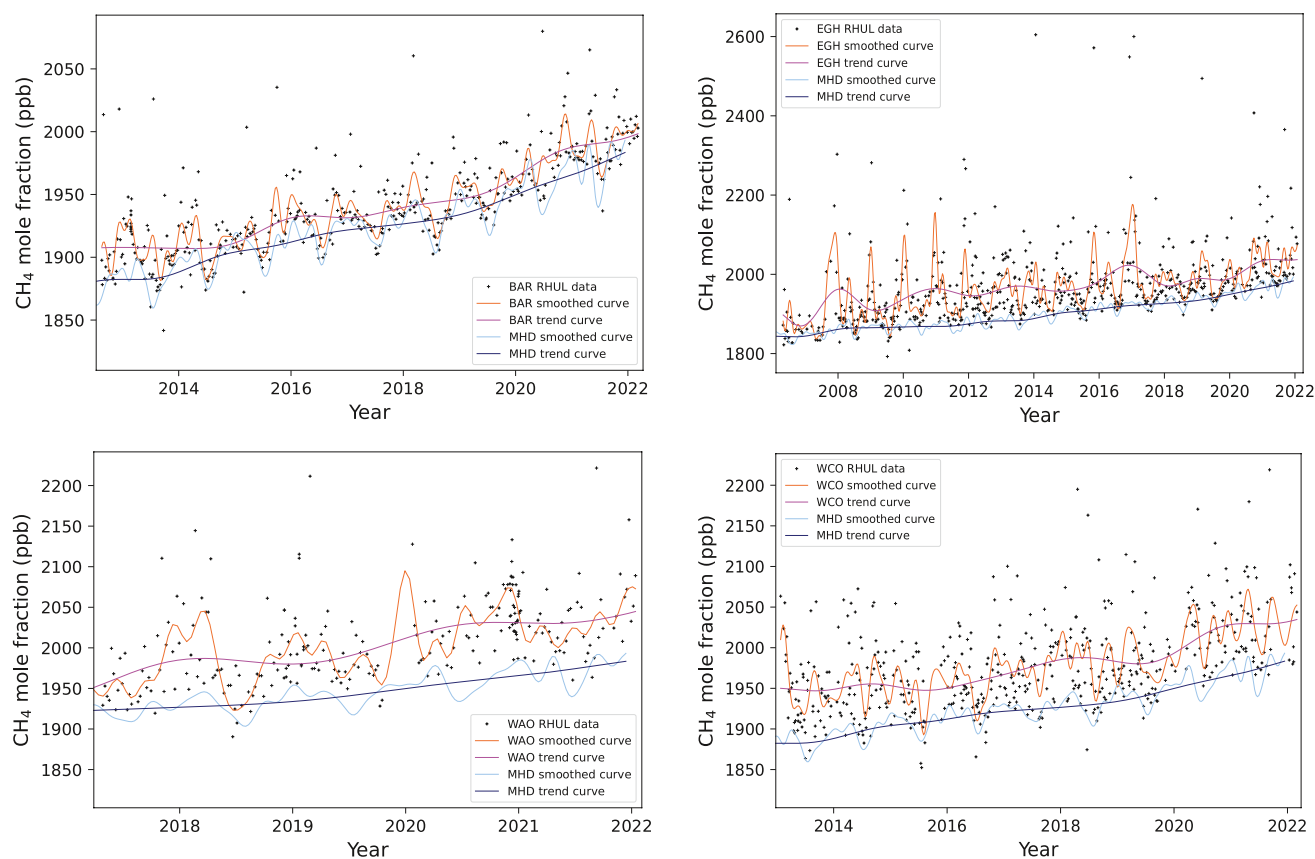 CH₄ mole fraction (ppb)
2050
2000
1950
1900
1850
2014 2016 2018 2020 2022
Year
BAR RHUL data
BAR smoothed curve
BAR trend curve
MHD smoothed curve
MHD trend curve
CH₄ mole fraction (ppb)
2600
2400
2200
2000
1800
2008 2010 2012 2014 2016 2018 2020 2022
Year
EGH RHUL data
EGH smoothed curve
EGH trend curve
MHD smoothed curve
MHD trend curve
CH₄ mole fraction (ppb)
2200
2150
2100
2050
2000
1950
1900
1850
2018 2019 2020 2021 2022
Year
WAO RHUL data
WAO smoothed curve
WAO trend curve
MHD smoothed curve
MHD trend curve
CH₄ mole fraction (ppb)
2200
2150
2100
2050
2000
1950
1900
1850
2014 2016 2018 2020 2022
Year
WCO RHUL data
WCO smoothed curve
WCO trend curve
MHD smoothed curve
MHD trend curve